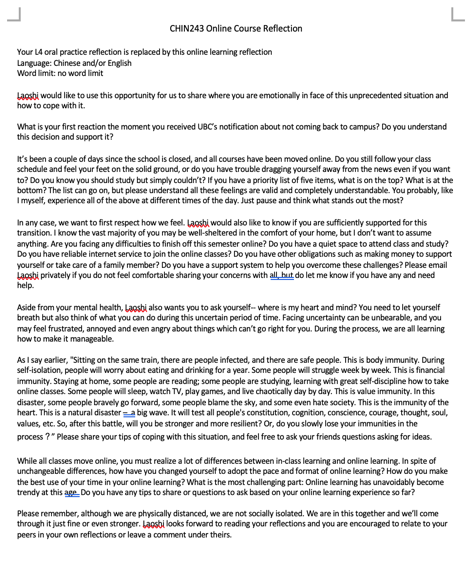 CHIN243 Online Course Reflection
Your L4 oral practice reflection is replaced by this online learning reflection
Language: Chinese and/or English
Word limit: no word limit
Laoshi would like to use this opportunity for us to share where you are emotionally in face of this unprecedented situation and
how to cope with it.
What is your first reaction the moment you received UBC's notification about not coming back to campus? Do you understand
this decision and support it?
It's been a couple of days since the school is closed, and all courses have been moved online. Do you still follow your class
schedule and feel your feet on the solid ground, or do you have trouble dragging yourself away from the news even if you want
to? Do you know you should study but simply couldn't? If you have a priority list of five items, what is on the top? What is at the
bottom? The list can go on, but please understand all these feelings are valid and completely understandable. You probably, like
I myself, experience all of the above at different times of the day. Just pause and think what stands out the most?
In any case, we want to first respect how we feel. Laoshi would also like to know if you are sufficiently supported for this
transition. I know the vast majority of you may be well-sheltered in the comfort of your home, but I don't want to assume
anything. Are you facing any difficulties to finish off this semester online? Do you have a quiet space to attend class and study?
Do you have reliable internet service to join the online classes? Do you have other obligations such as making money to support
yourself or take care of a family member? Do you have a support system to help you overcome these challenges? Please email
Laoshi privately if you do not feel comfortable sharing your concerns with all, but do let me know if you have any and need
help.
Aside from your mental health, Laoshi also wants you to ask yourself-- where is my heart and mind? You need to let yourself
breath but also think of what you can do during this uncertain period of time. Facing uncertainty can be unbearable, and you
may feel frustrated, annoyed and even angry about things which can't go right for you. During the process, we are all learning
how to make it manageable.
As I say earlier, "Sitting on the same train, there are people infected, and there are safe people. This is body immunity. During
self-isolation, people will worry about eating and drinking for a year. Some people will struggle week by week. This is financial
immunity. Staying at home, some people are reading; some people are studying, learning with great self-discipline how to take
online classes. Some people will sleep, watch TV, play games, and live chaotically day by day. This is value immunity. In this
disaster, some people bravely go forward, some people blame the sky, and some even hate society. This is the immunity of the
heart. This is a natural disaster – a big wave. It will test all people's constitution, cognition, conscience, courage, thought, soul,
values, etc. So, after this battle, will you be stronger and more resilient? Or, do you slowly lose your immunities in the
process？" Please share your tips of coping with this situation, and feel free to ask your friends questions asking for ideas.
While all classes move online, you must realize a lot of differences between in-class learning and online learning. In spite of
unchangeable differences, how have you changed yourself to adopt the pace and format of online learning? How do you make
the best use of your time in your online learning? What is the most challenging part: Online learning has unavoidably become
trendy at this age. Do you have any tips to share or questions to ask based on your online learning experience so far?
Please remember, although we are physically distanced, we are not socially isolated. We are in this together and we'll come
through it just fine or even stronger. Laoshi looks forward to reading your reflections and you are encouraged to relate to your
peers in your own reflections or leave a comment under theirs.